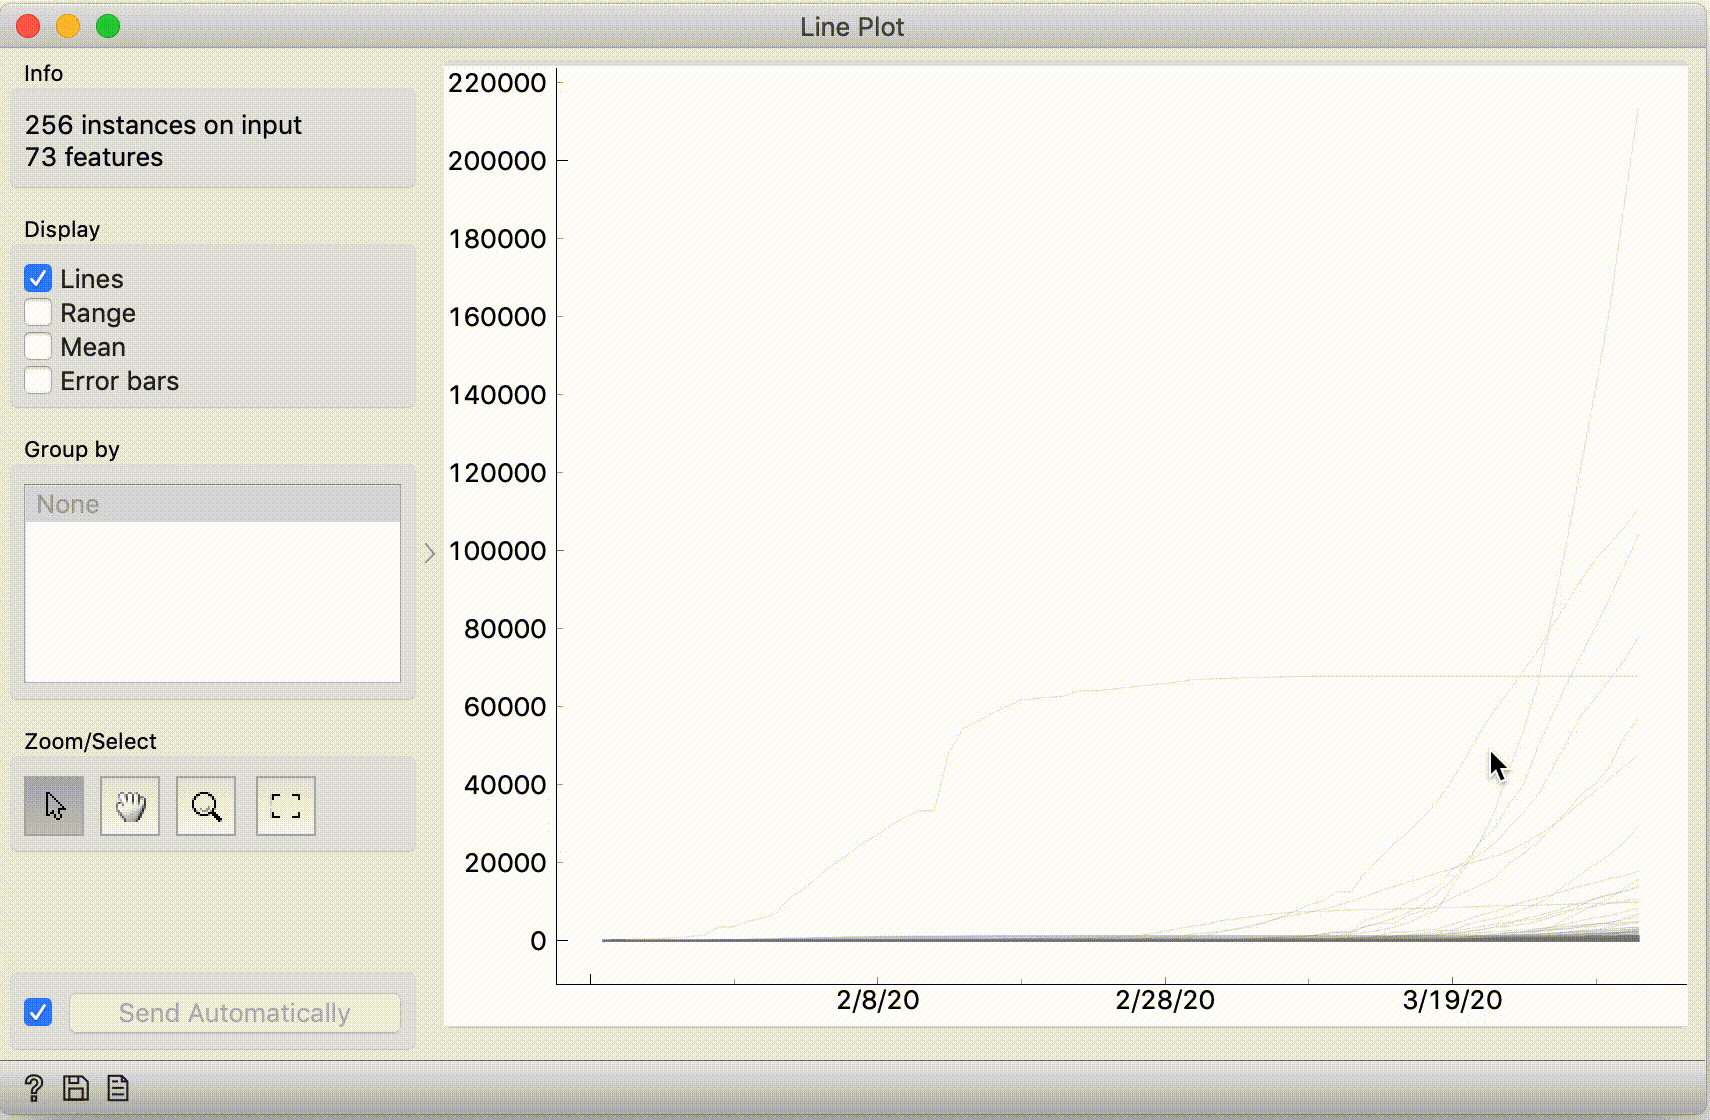 Line Plot
Info
256 instances on input
73 features
Display
Lines
Range
Mean
Error bars
Group by
None
Zoom/Select
Send Automatically
220000
200000
180000
160000
140000
120000
100000
80000
60000
40000
20000
0
2/8/20
2/28/20
3/19/20